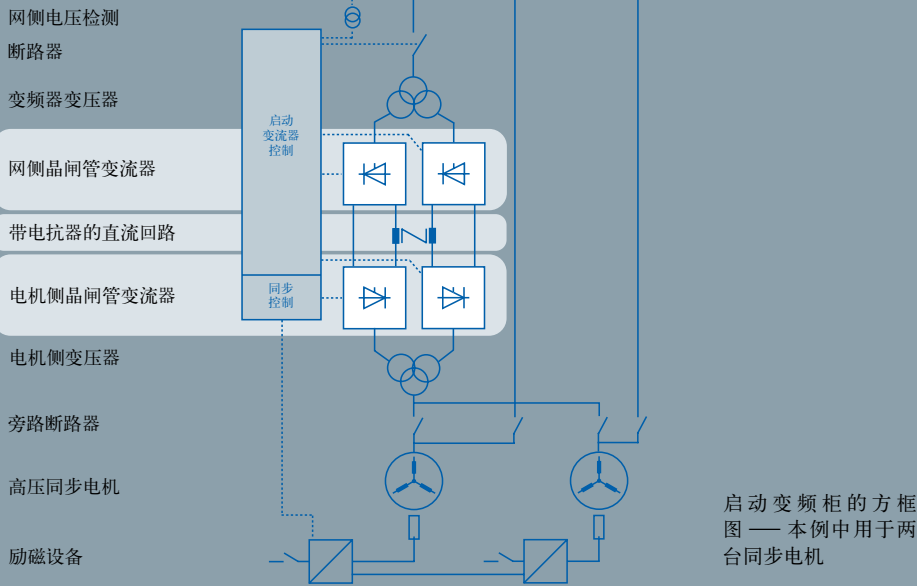 网侧电压检测
断路器
变频器变压器
启动
变流器
控制
网侧晶闸管变流器
带电抗器的直流回路
电机侧晶闸管变流器
同步
控制
电机侧变压器
旁路断路器
高压同步电机
励磁设备
启动变频柜的方框
图 — 本例中用于两
台同步电机